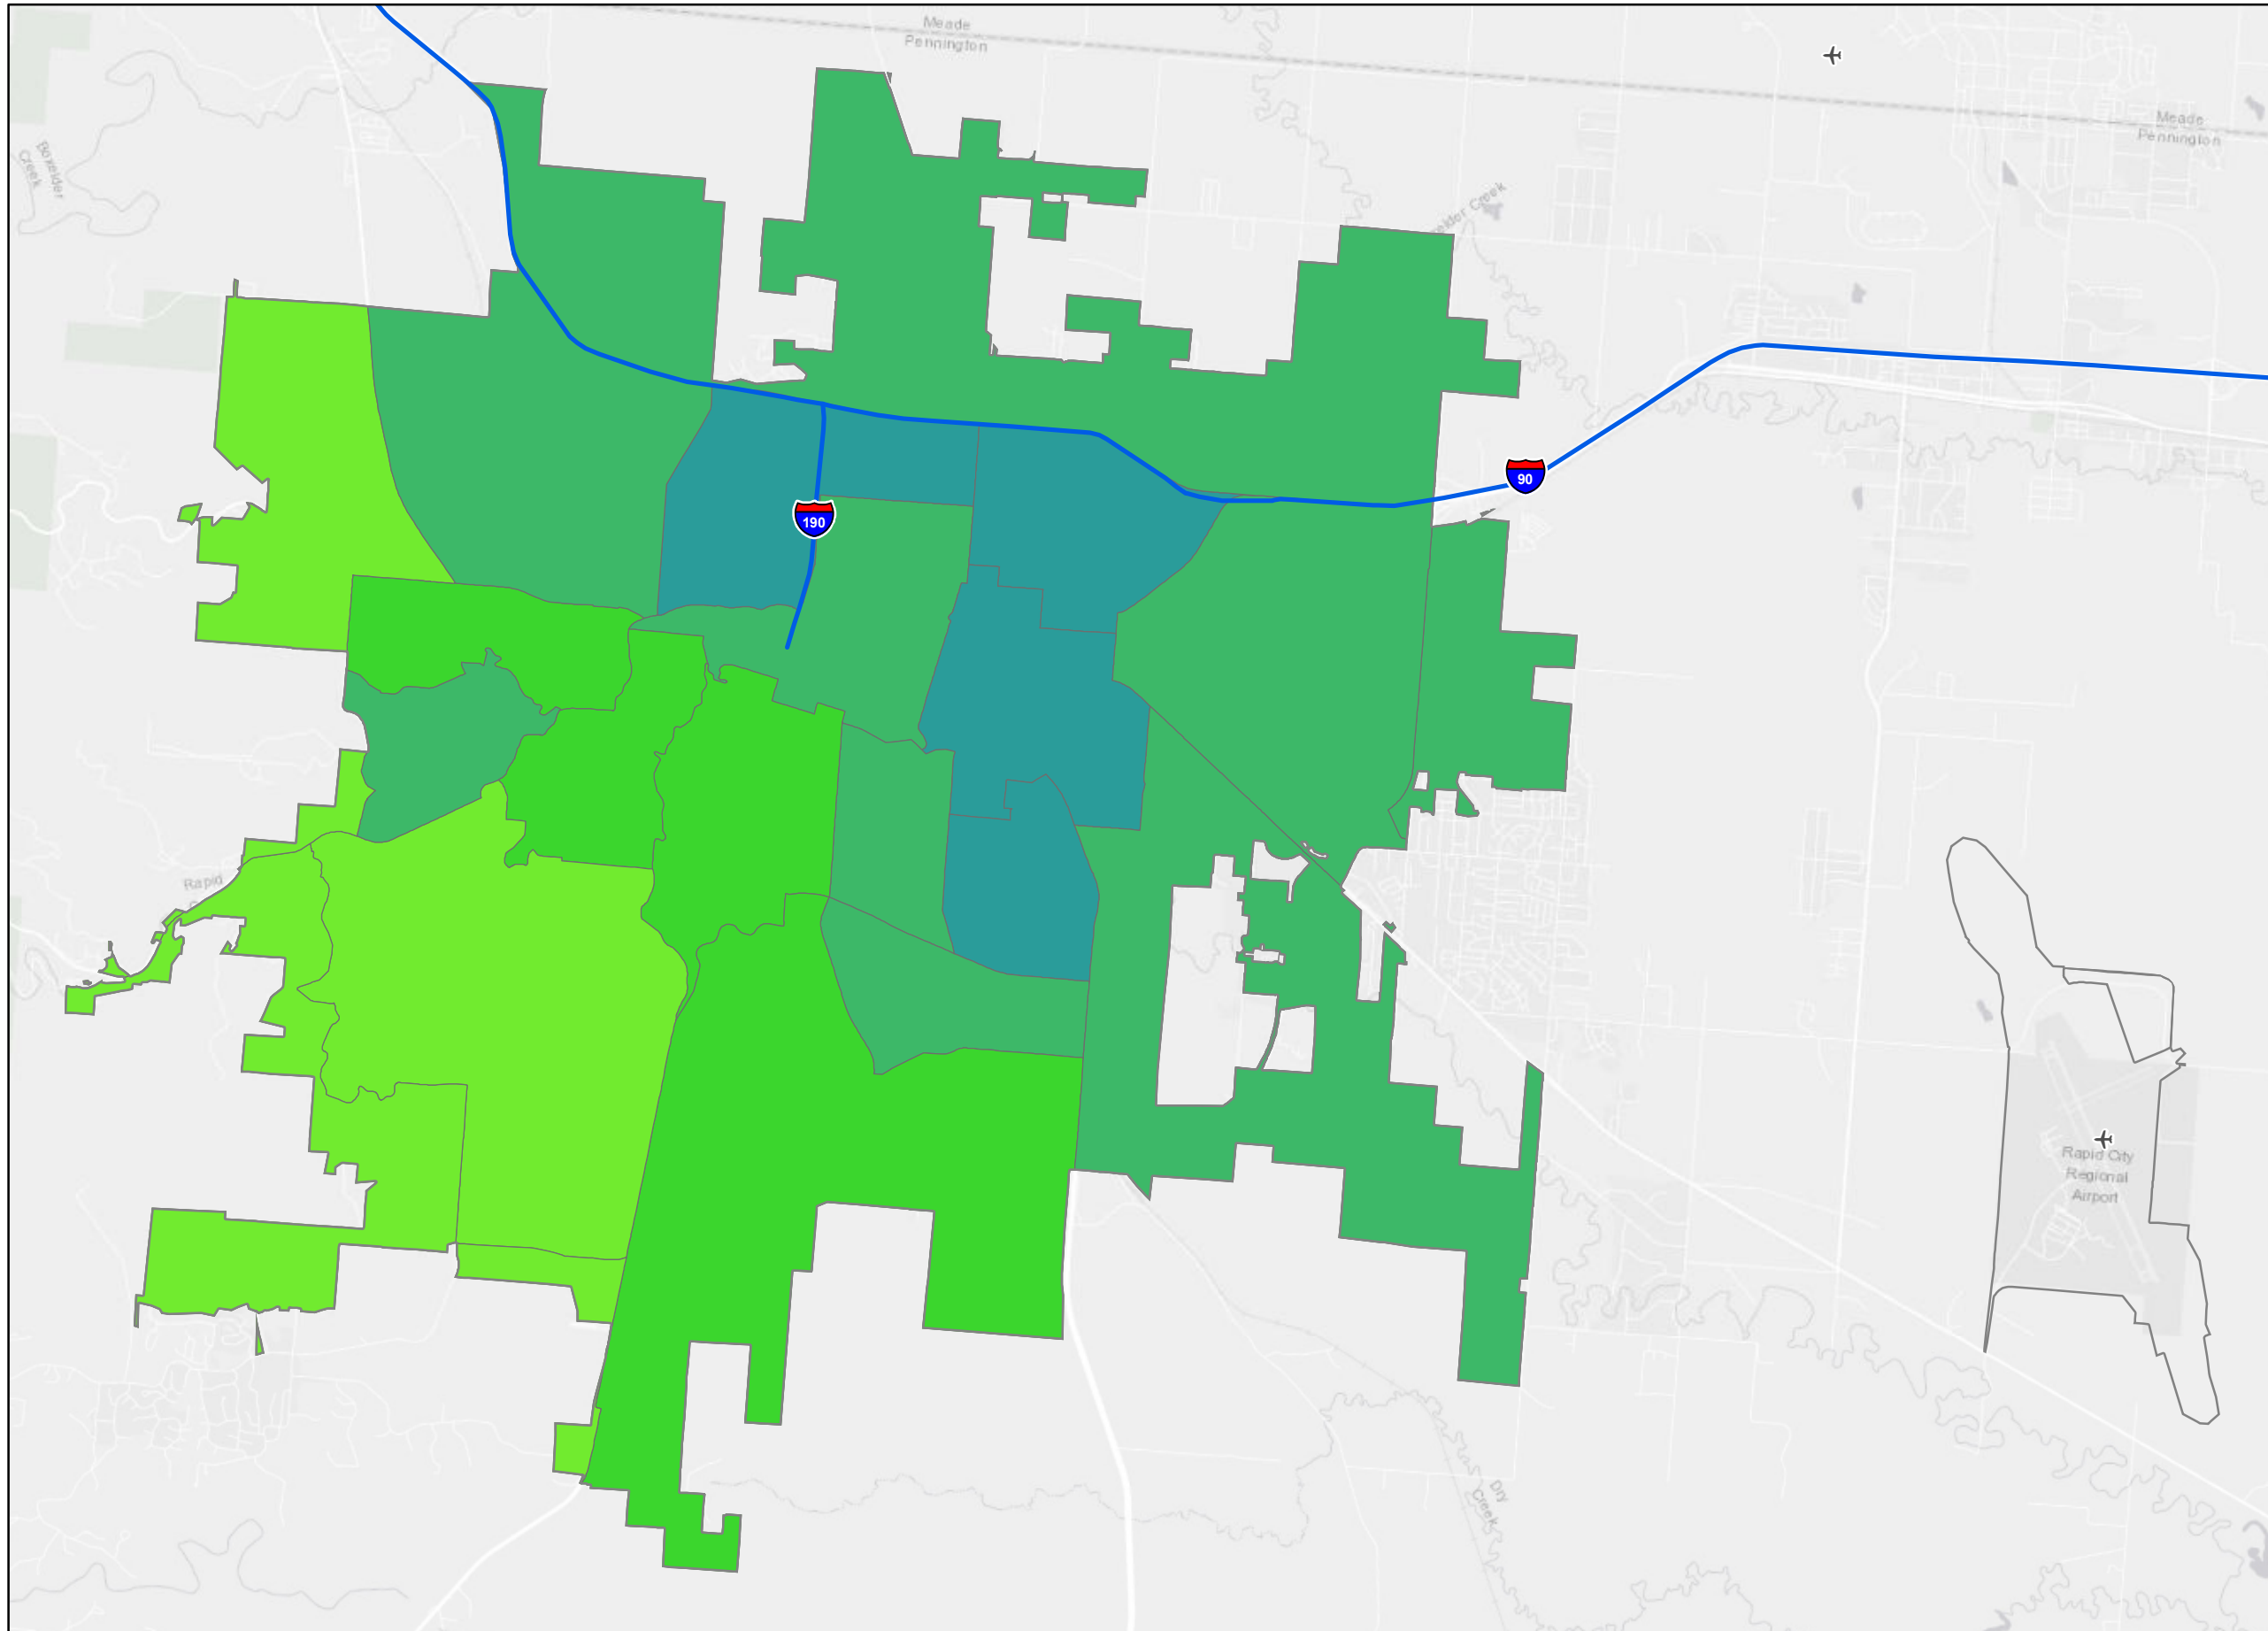 Meade
Pennington
Meade
Pennington
Boxelder
Creek
elder Creek
90
190
Rapid
Rapid City
Regional
Airport
Dry
Creek